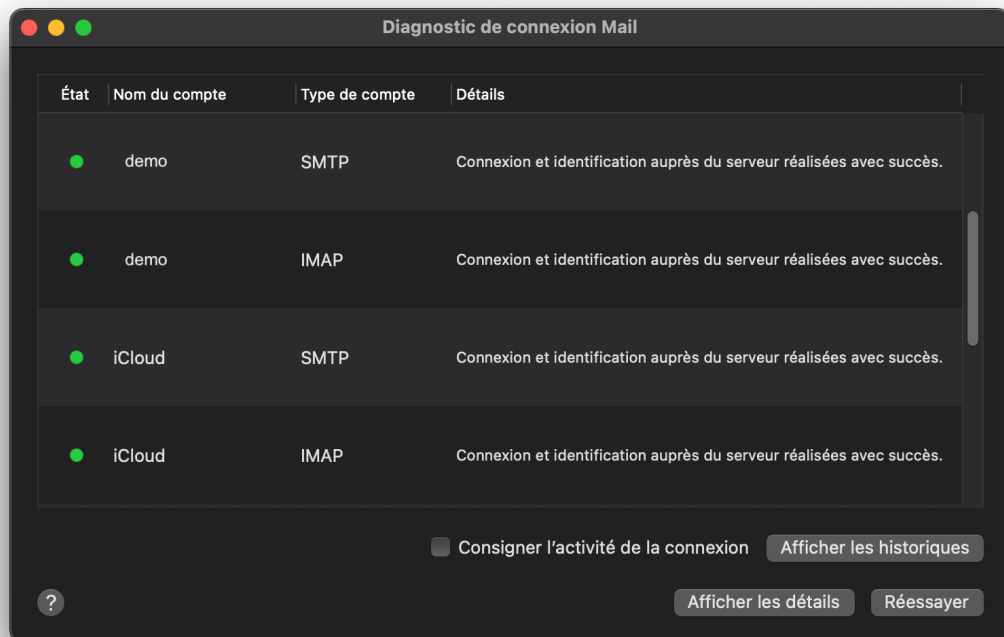 Diagnostic de connexion Mail
État Nom du compte Type de compte Détails
demo SMTP Connexion et identification auprès du serveur réalisées avec succès.
demo IMAP Connexion et identification auprès du serveur réalisées avec succès.
iCloud SMTP Connexion et identification auprès du serveur réalisées avec succès.
iCloud IMAP Connexion et identification auprès du serveur réalisées avec succès.
Consigner l’activité de la connexion Afficher les historiques
? Afficher les détails Réessayer